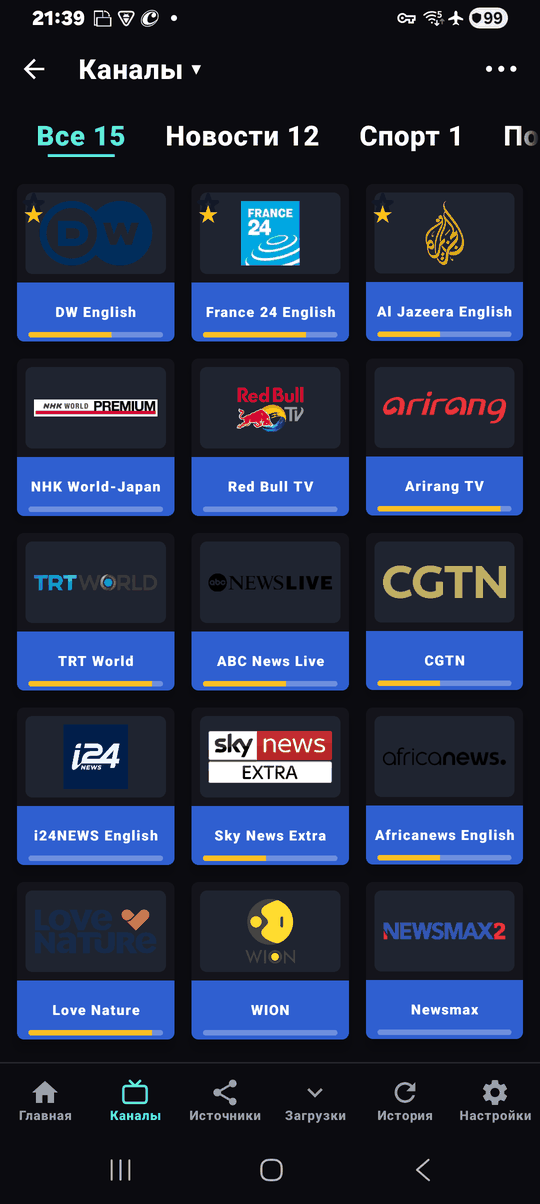 21:39
99
Каналы
Все 15 Новости 12 Спорт 1 По
DW
FRANCE
24
DW English France 24 English Al Jazeera English
NHK WORLD PREMIUM
Red Bull
TV
arirang
NHK World-Japan Red Bull TV Arirang TV
TRT WORLD
abc NEWS LIVE
CGTN
TRT World ABC News Live CGTN
i24
NEWS
sky news
EXTRA
africanews.
i24NEWS English Sky News Extra Africanews English
LOVE
NATURE
WION
NEWSMAX2
Love Nature WION Newsmax
Главная Каналы Источники Загрузки История Настройки